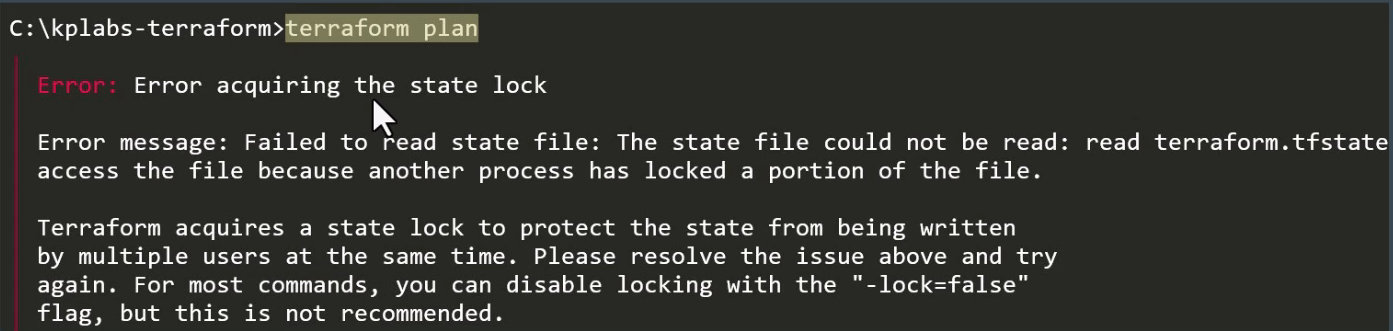 C:\kplabs-terraform>terraform plan
Error: Error acquiring the state lock
Error message: Failed to read state file: The state file could not be read: read terraform.tfstate
access the file because another process has locked a portion of the file.
Terraform acquires a state lock to protect the state from being written
by multiple users at the same time. Please resolve the issue above and try
again. For most commands, you can disable locking with the "-lock=false"
flag, but this is not recommended.